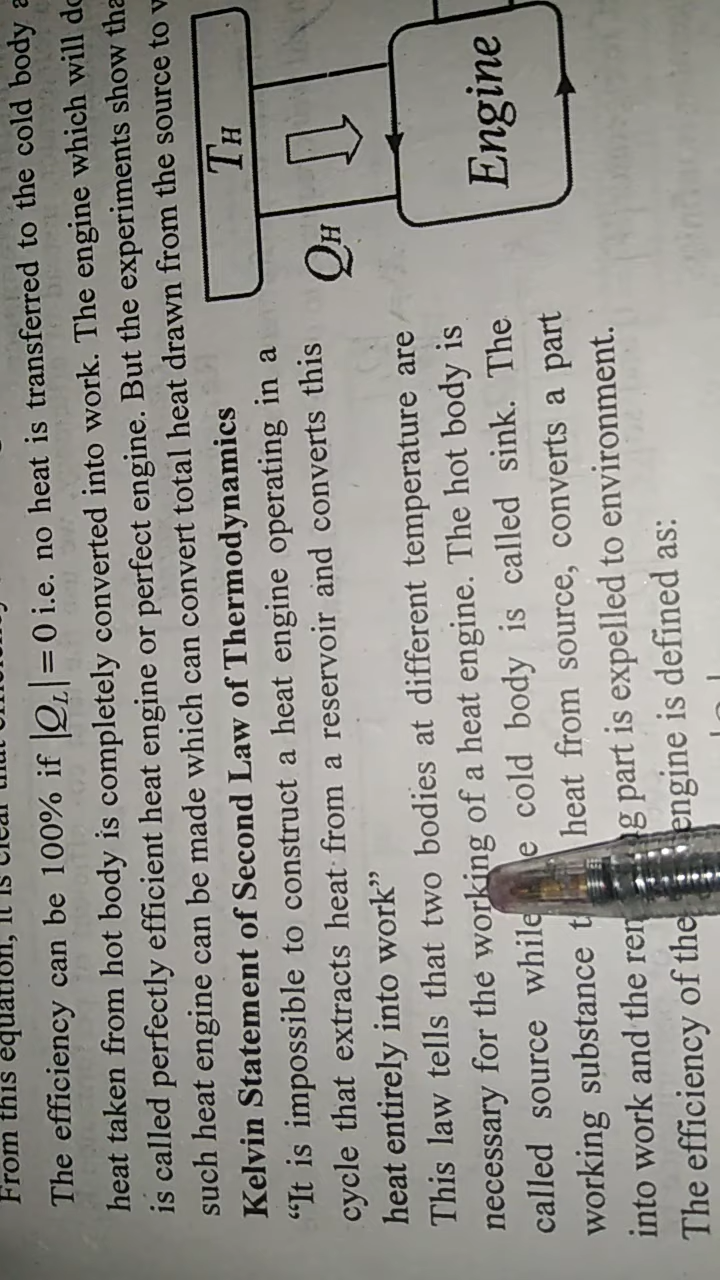 From this equation, it is clear that
The efficiency can be 100% if |Q_L| = 0 i.e. no heat is transferred to the cold body
heat taken from hot body is completely converted into work. The engine which will do
is called perfectly efficient heat engine or perfect engine. But the experiments show tha
such heat engine can be made which can convert total heat drawn from the source to w
Kelvin Statement of Second Law of Thermodynamics
“It is impossible to construct a heat engine operating in a
cycle that extracts heat from a reservoir and converts this
heat entirely into work”
This law tells that two bodies at different temperature are
necessary for the working of a heat engine. The hot body is
called source while e cold body is called sink. The
working substance t heat from source, converts a part
into work and the ren g part is expelled to environment.
The efficiency of the engine is defined as:
T_H
Q_H
Engine